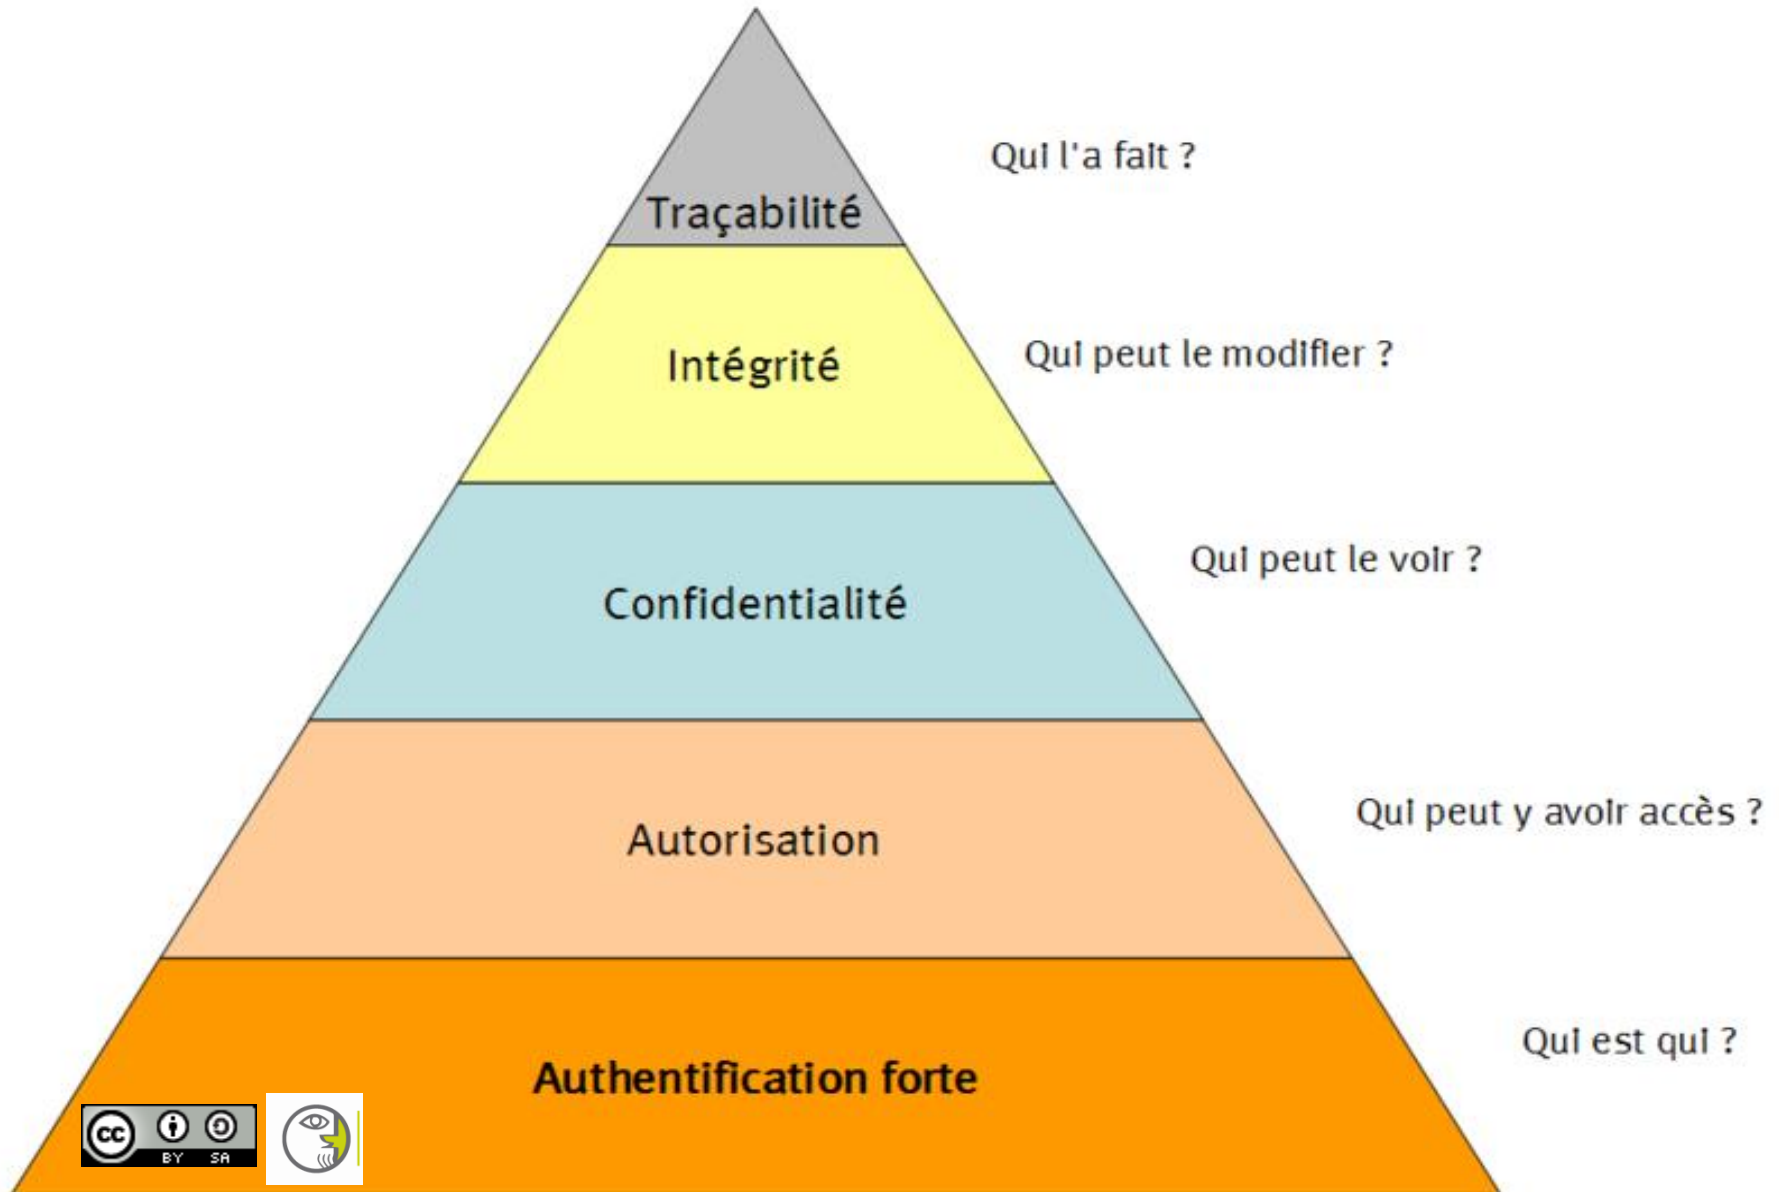 Qui l'a fait ?
Traçabilité
Qui peut le modifier ?
Intégrité
Qui peut le voir ?
Confidentialité
Qui peut y avoir accès ?
Autorisation
Qui est qui ?
Authentification forte
cc BY SA